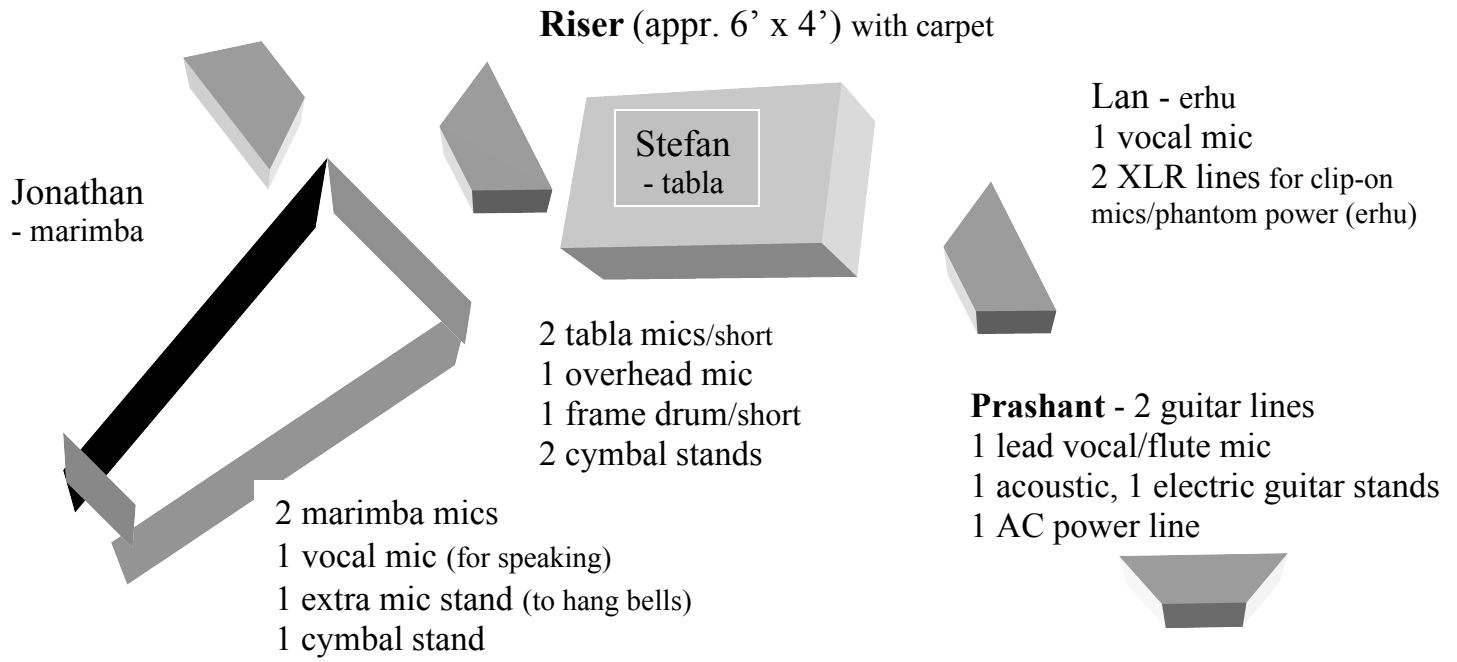 Riser (appr. 6’ x 4’) with carpet
Jonathan
- marimba
Stefan
- tabla
Lan - erhu
1 vocal mic
2 XLR lines for clip-on
mics/phantom power (erhu)
2 tabla mics/short
1 overhead mic
1 frame drum/short
2 cymbal stands
Prashant - 2 guitar lines
1 lead vocal/flute mic
1 acoustic, 1 electric guitar stands
1 AC power line
2 marimba mics
1 vocal mic (for speaking)
1 extra mic stand (to hang bells)
1 cymbal stand